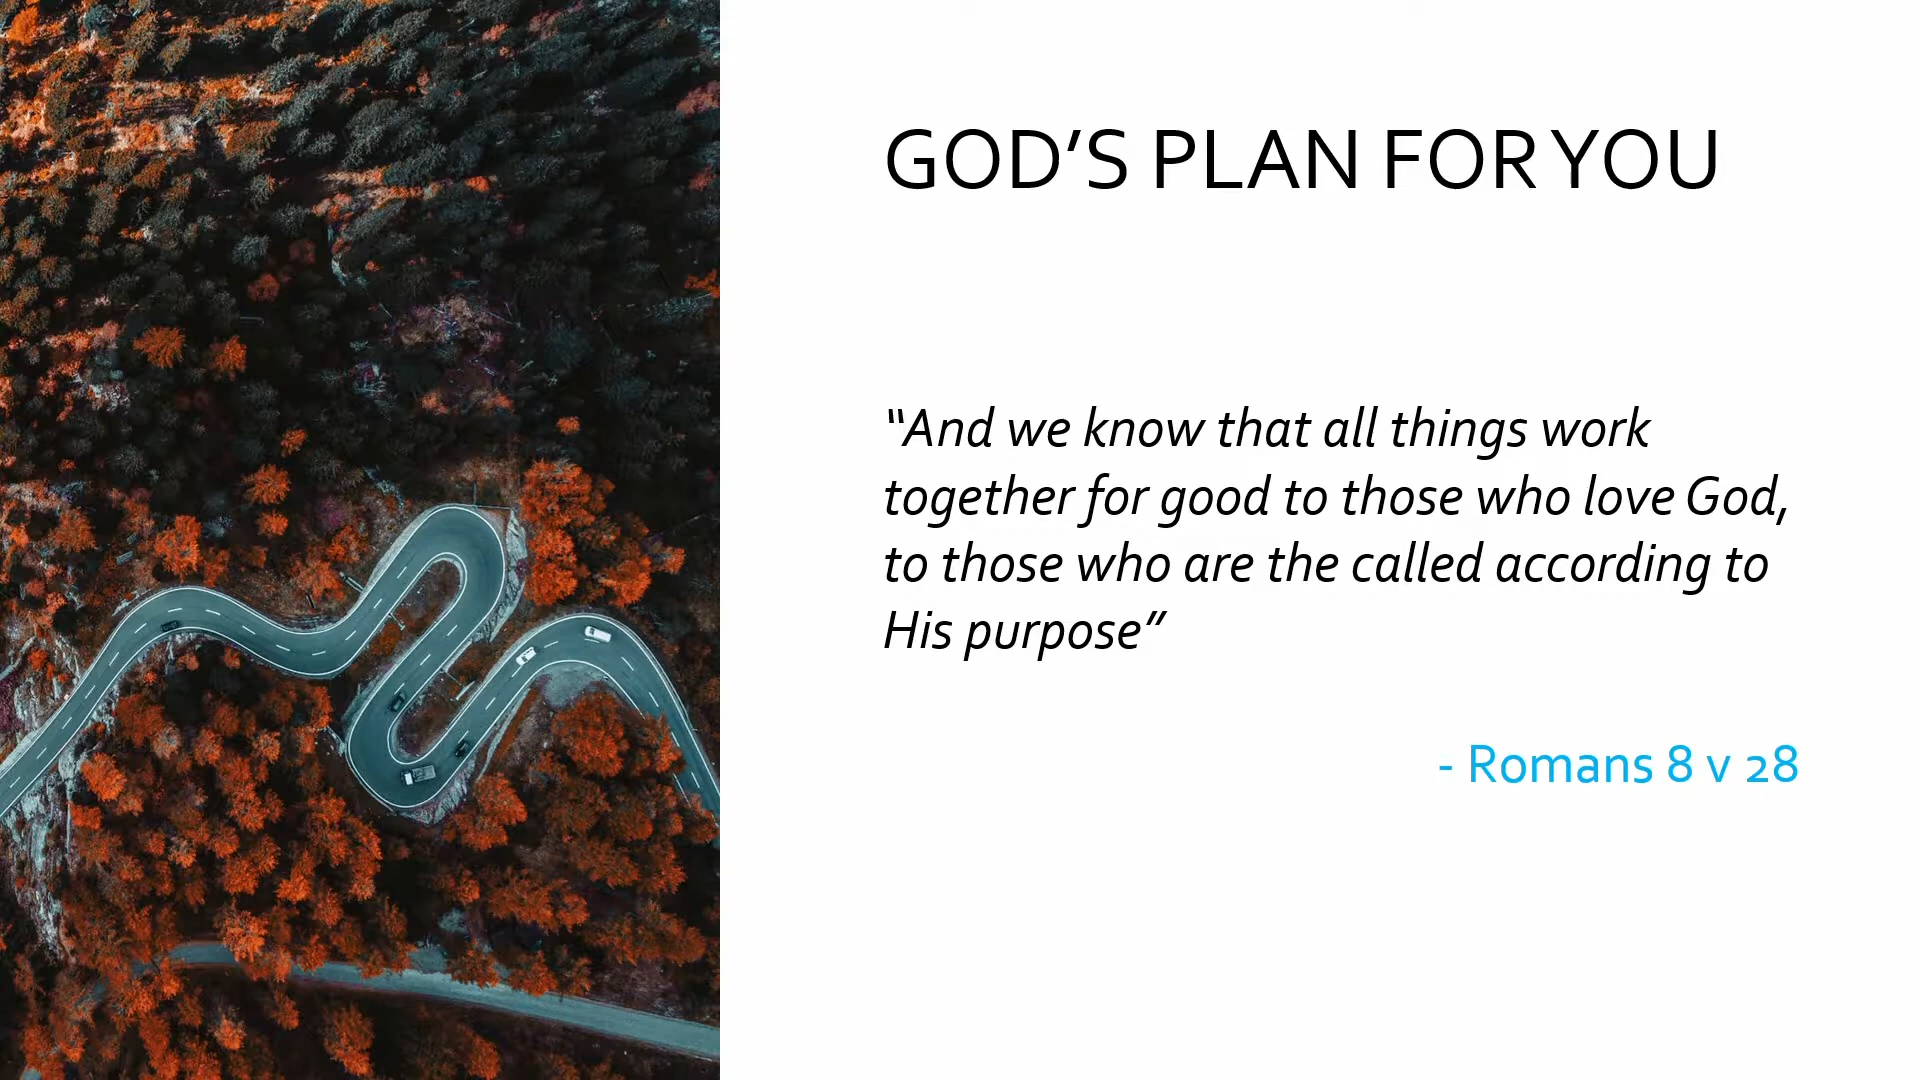 GOD’S PLAN FOR YOU
“And we know that all things work
together for good to those who love God,
to those who are the called according to
His purpose”
- Romans 8 v 28